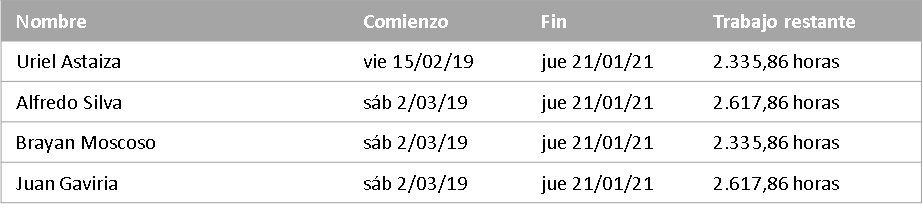 Nombre Comienzo Fin Trabajo restante
Uriel Astaiza vie 15/02/19 jue 21/01/21 2.335,86 horas
Alfredo Silva sáb 2/03/19 jue 21/01/21 2.617,86 horas
Brayan Moscoso sáb 2/03/19 jue 21/01/21 2.335,86 horas
Juan Gaviria sáb 2/03/19 jue 21/01/21 2.617,86 horas